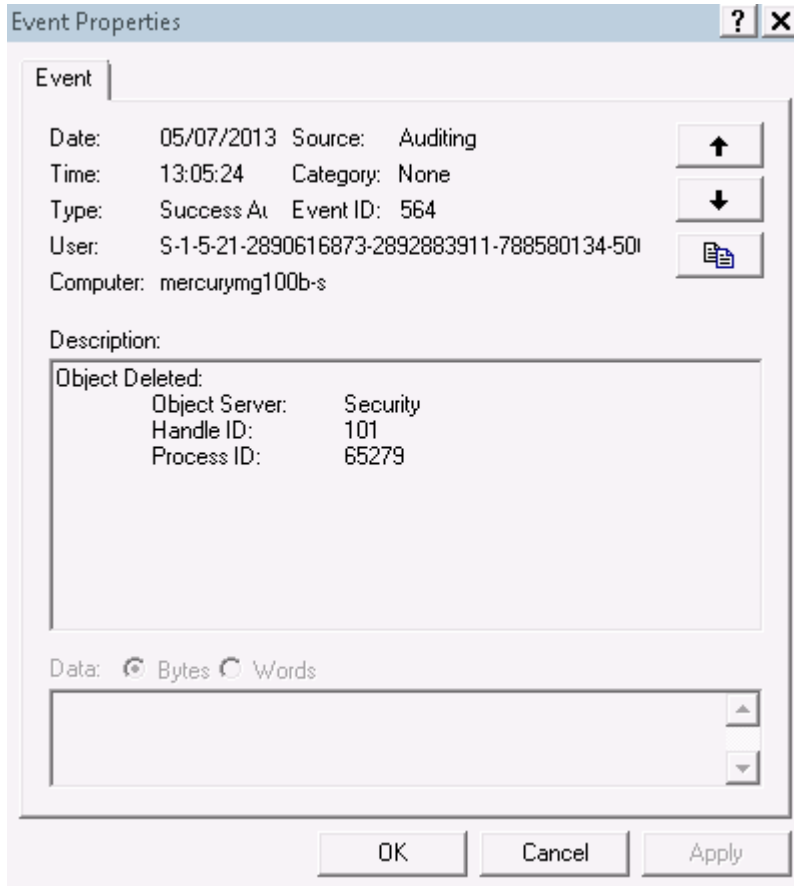 Event Properties
Event
Date: 05/07/2013 Source: Auditing
Time: 13:05:24 Category: None
Type: Success Au Event ID: 564
User: S-1-5-21-2890616873-2892883911-788580134-500
Computer: mercurymg100b-s
Description:
Object Deleted:
Object Server: Security
Handle ID: 101
Process ID: 65279
Data: Bytes Words
OK Cancel Apply